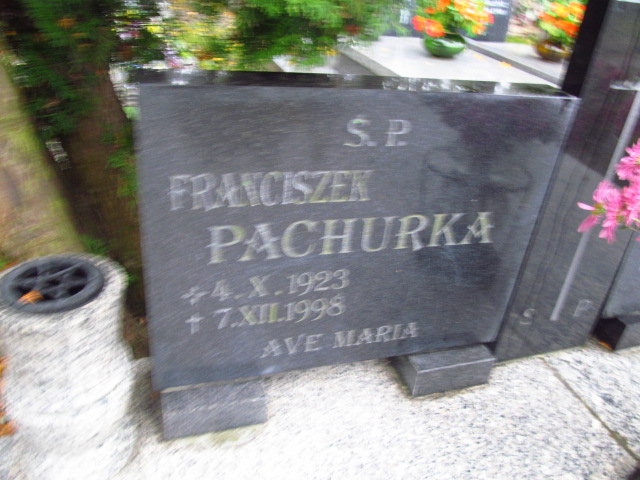 Ś. P.
FRANCISZEK
PACHURKA
4. X. 1923
† 7.XII.1998
AVE MARIA
Ś P.